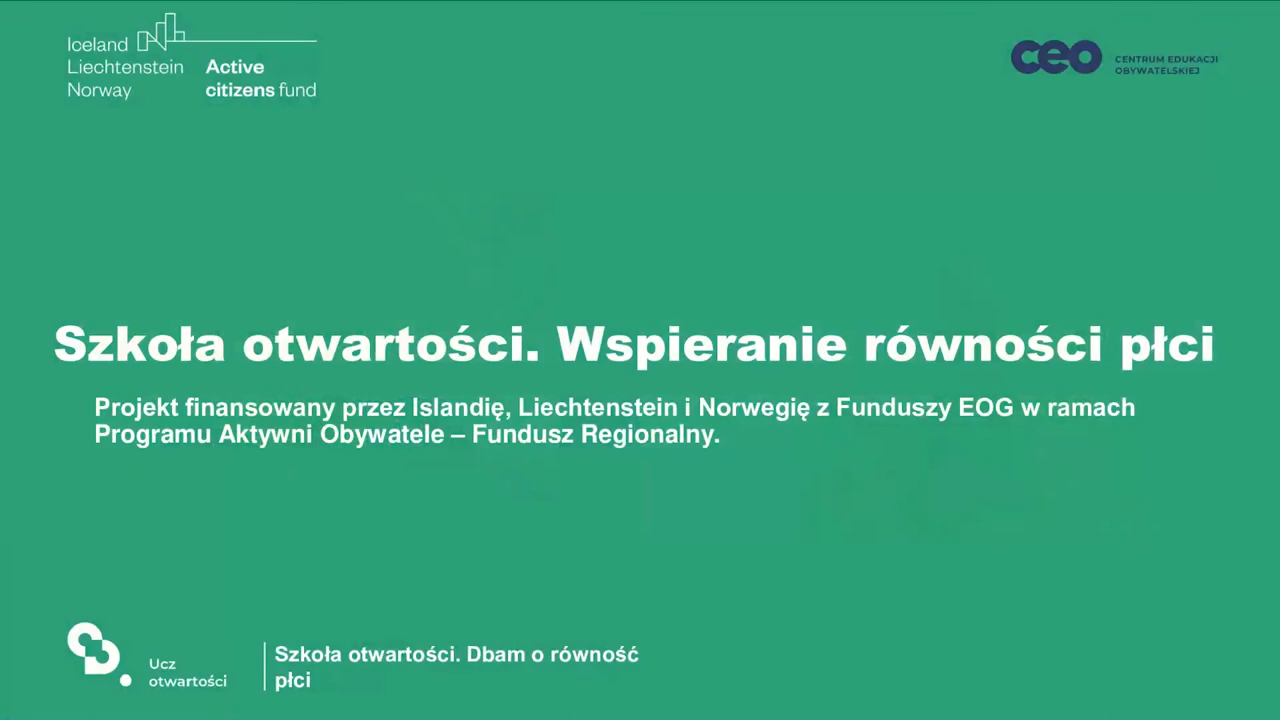 Iceland
Liechtenstein Active
Norway citizens fund
ceo CENTRUM EDUKACJI
OBYWATELSKIEJ
Szkoła otwartości. Wspieranie równości płci
Projekt finansowany przez Islandię, Liechtenstein i Norwegię z Funduszy EOG w ramach
Programu Aktywni Obywatele – Fundusz Regionalny.
Ucz
otwartości
Szkoła otwartości. Dbam o równość
płci